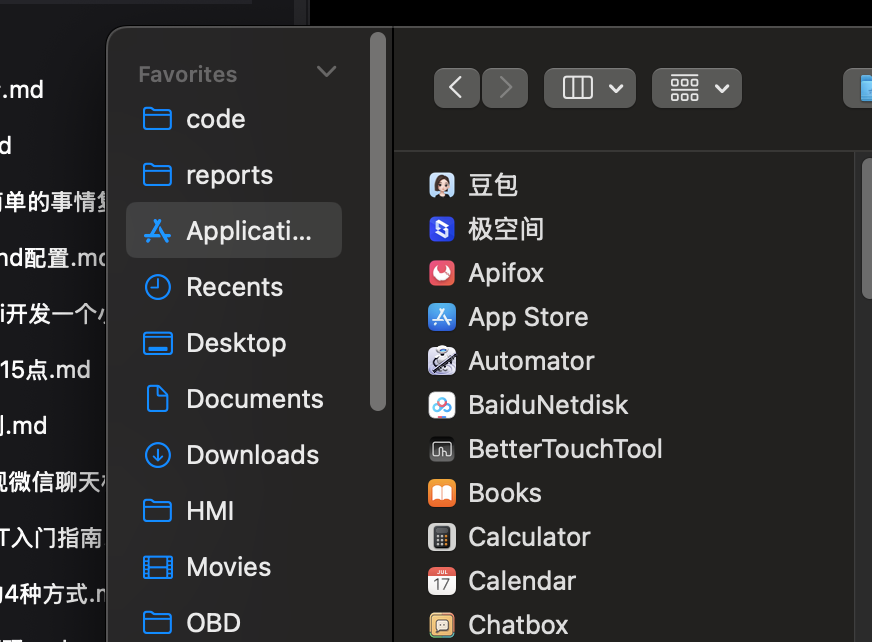 .md
d
单的事情
nd配置.md
i开发一个小
15点.md
.md
微信聊天
T入门指南
4种方式.m
Favorites
code
reports
Applicati...
Recents
Desktop
Documents
Downloads
HMI
Movies
OBD
豆包
极空间
Apifox
App Store
Automator
BaiduNetdisk
BetterTouchTool
Books
Calculator
JUL
17
Calendar
Chatbox